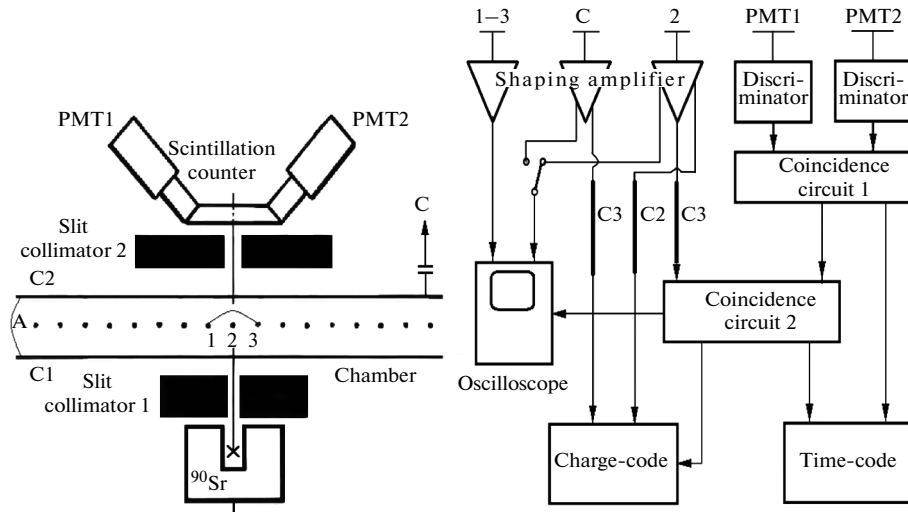 PMT1
PMT2
Scintillation
counter
Slit
collimator 2
C
C2
A
1 2 3
C1
Slit
collimator 1
Chamber
⁹⁰Sr
1–3
C
2
PMT1
PMT2
Shaping amplifier
Discri-
minator
Discri-
minator
Coincidence
circuit 1
C3
C2
C3
Coincidence
circuit 2
Oscilloscope
Charge-code
Time-code